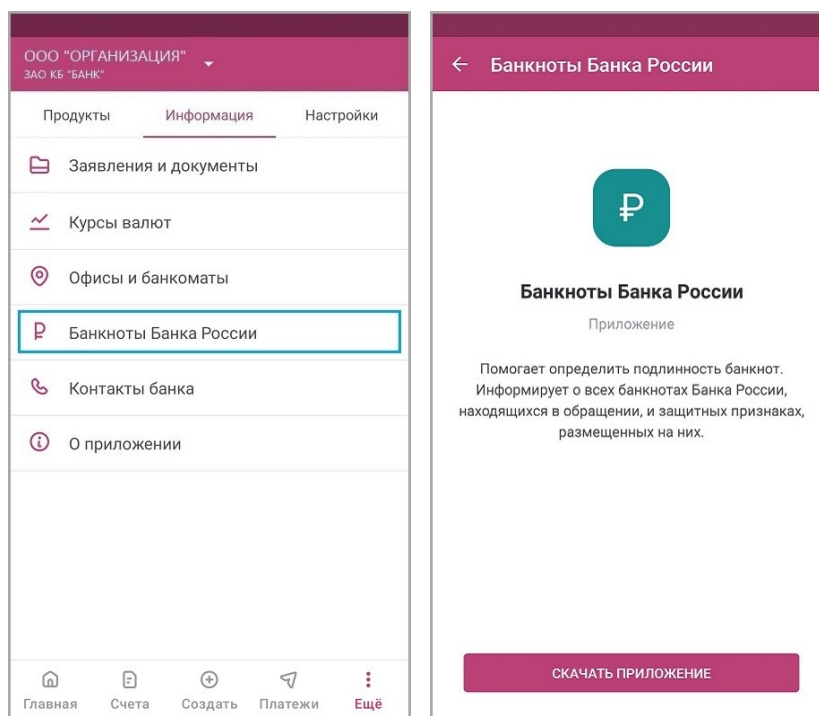 ООО "ОРГАНИЗАЦИЯ"
ЗАО КБ "БАНК"
Продукты Информация Настройки
Заявления и документы
Курсы валют
Офисы и банкоматы
₽ Банкноты Банка России
Контакты банка
О приложении
Главная Счета Создать Платежи Ещё
Банкноты Банка России
₽
Банкноты Банка России
Приложение
Помогает определить подлинность банкнот.
Информирует о всех банкнотах Банка России,
находящихся в обращении, и защитных признаках,
размещенных на них.
СКАЧАТЬ ПРИЛОЖЕНИЕ